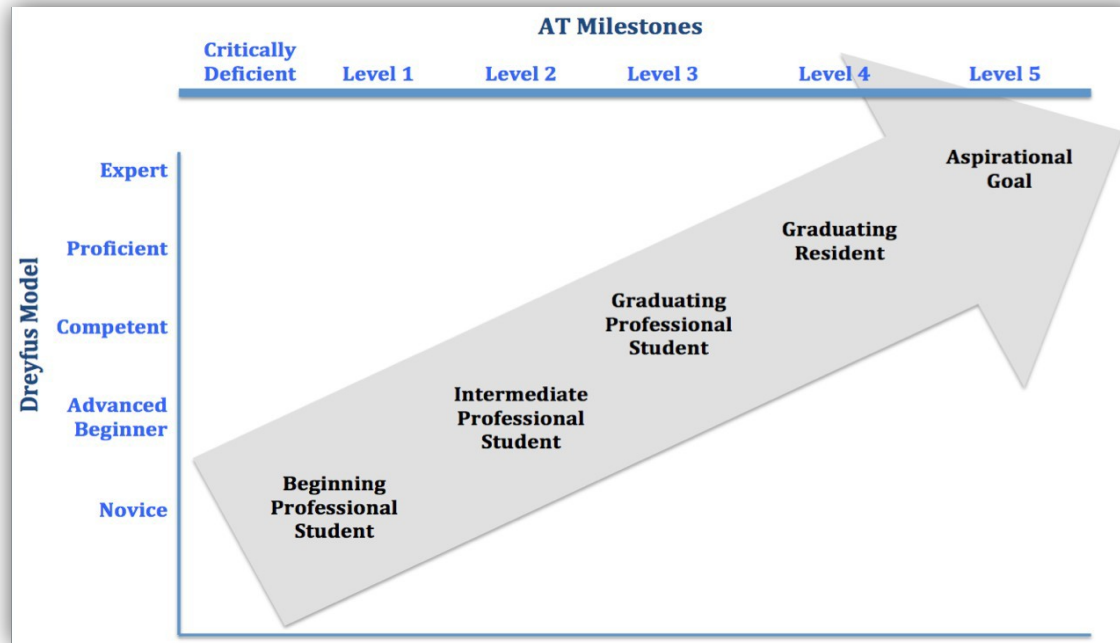 AT Milestones
Critically
Deficient
Level 1
Level 2
Level 3
Level 4
Level 5
Dreyfus Model
Expert
Proficient
Competent
Advanced
Beginner
Novice
Aspirational
Goal
Graduating
Resident
Graduating
Professional
Student
Intermediate
Professional
Student
Beginning
Professional
Student